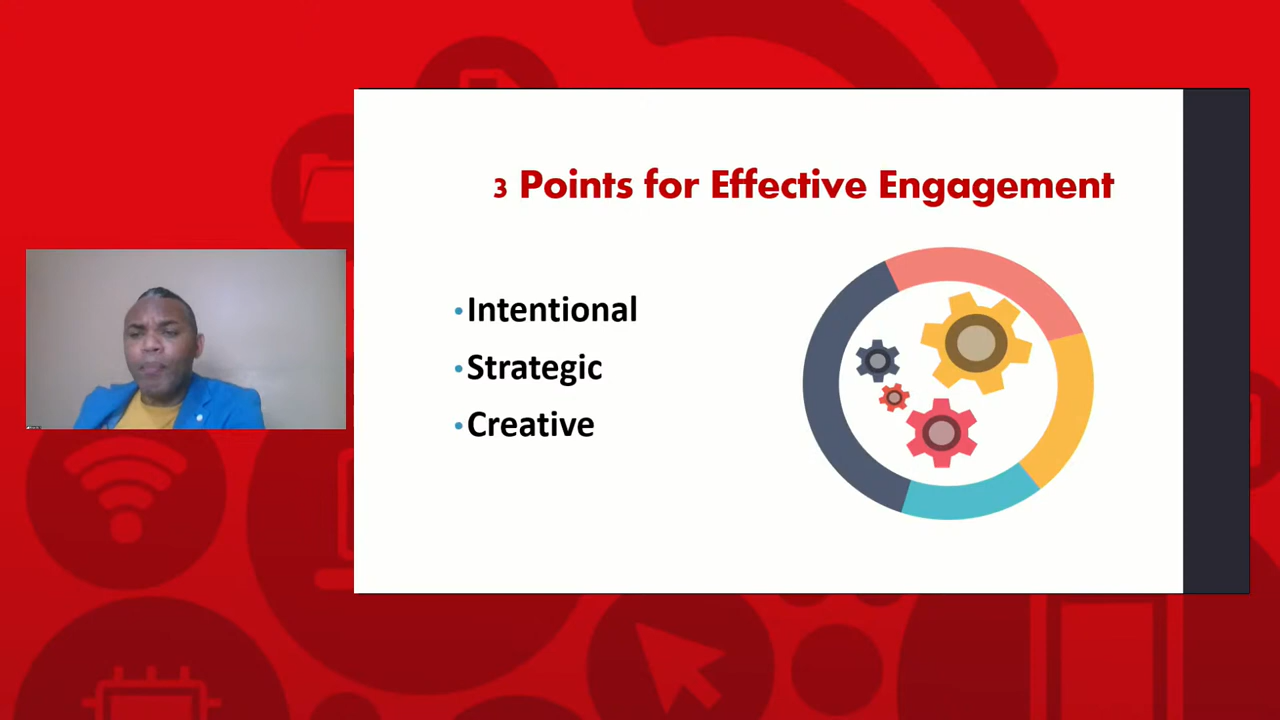 3 Points for Effective Engagement
•Intentional
•Strategic
•Creative